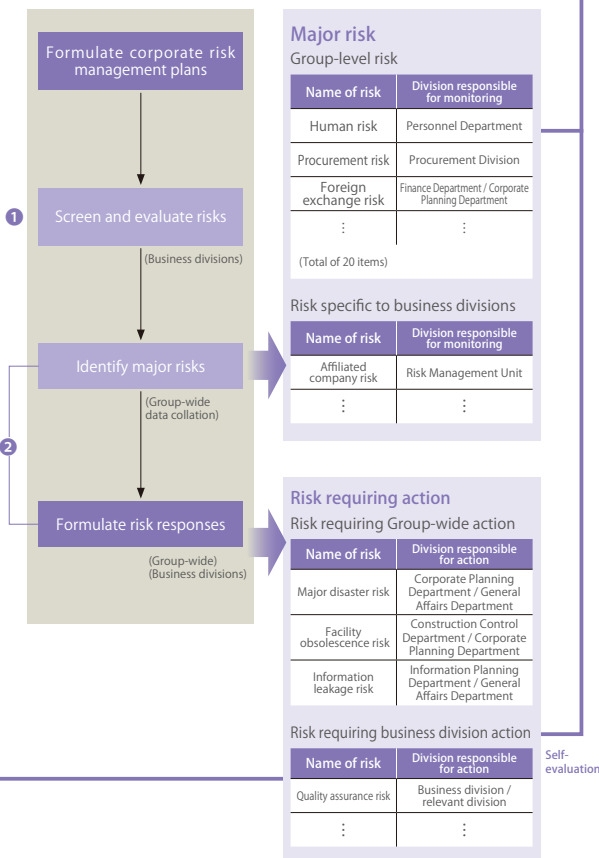 Formulate corporate risk
management plans
❶
Screen and evaluate risks
(Business divisions)
Identify major risks
(Group-wide
data collation)
❷
Formulate risk responses
(Group-wide)
(Business divisions)
Major risk
Group-level risk
Name of risk
Division responsible
for monitoring
Human risk
Personnel Department
Procurement risk
Procurement Division
Foreign
exchange risk
Finance Department / Corporate
Planning Department
⋮
⋮
(Total of 20 items)
Risk specific to business divisions
Name of risk
Division responsible
for monitoring
Affiliated
company risk
Risk Management Unit
⋮
⋮
Risk requiring action
Risk requiring Group-wide action
Name of risk
Division responsible
for action
Major disaster risk
Corporate Planning
Department / General
Affairs Department
Facility
obsolescence risk
Construction Control
Department / Corporate
Planning Department
Information
leakage risk
Information Planning
Department / General
Affairs Department
Risk requiring business division action
Name of risk
Division responsible
for action
Quality assurance risk
Business division /
relevant division
⋮
⋮
Self-
evaluation